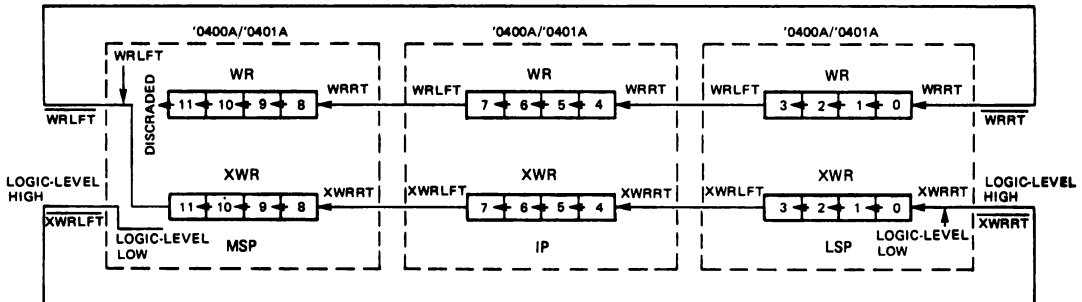 '0400A/'0401A '0400A/'0401A '0400A/'0401A
WRLFT
DISCRADED
WR WR WR
11 10 9 8 WRRT WRLFT 7 6 5 4 WRRT WRLFT 3 2 1 0 WRRT
WRLFT WRRT
XWR XWR XWR
LOGIC-LEVEL HIGH
XWRLFT
11 10 9 8 XWRRT XWRLFT 7 6 5 4 XWRRT XWRLFT 3 2 1 0 XWRRT
LOGIC-LEVEL HIGH
XWRRT
LOGIC-LEVEL LOW
MSP IP LSP
LOGIC-LEVEL LOW